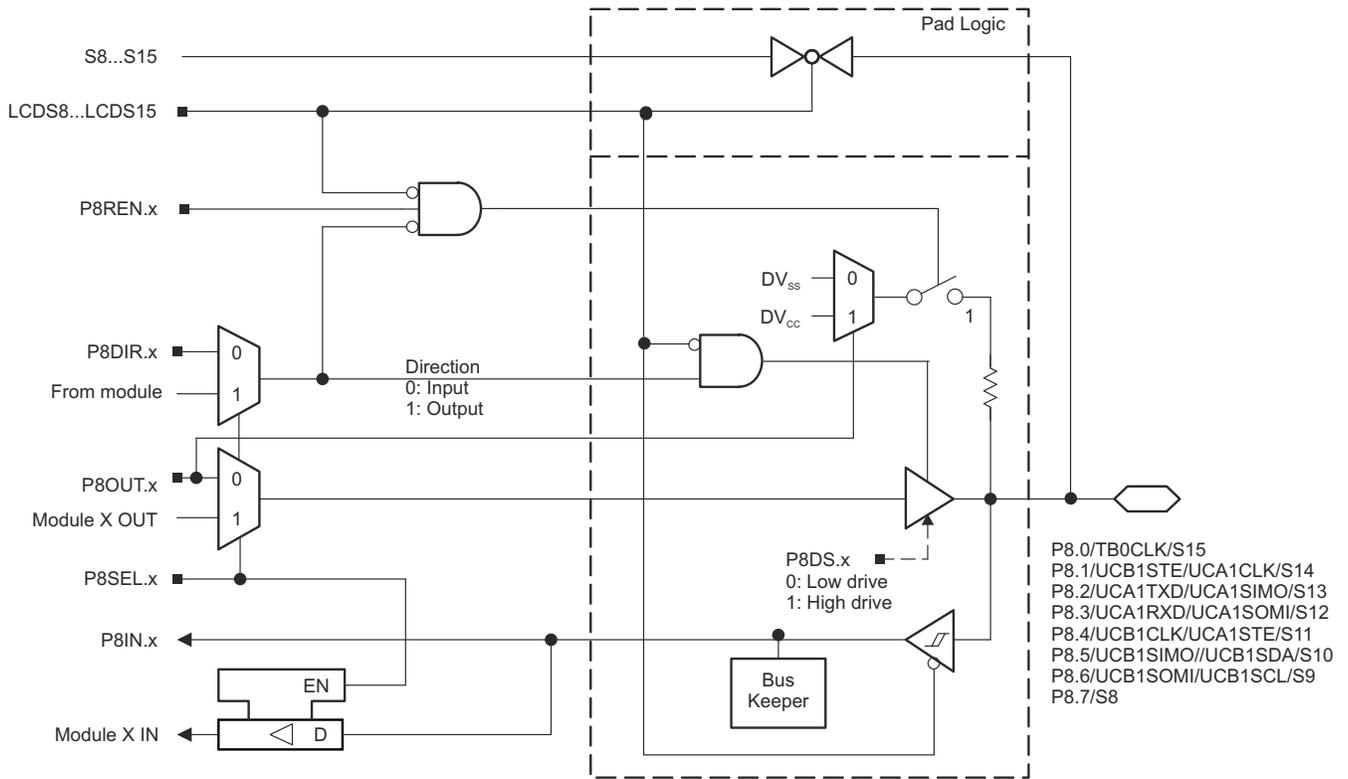 Pad Logic
S8...S15
LCDS8...LCDS15
P8REN.x
DVss
0
DVcc
1
1
P8DIR.x
0
From module
1
Direction
0: Input
1: Output
P8OUT.x
0
Module X OUT
1
P8SEL.x
P8DS.x
0: Low drive
1: High drive
P8IN.x
Bus
Keeper
EN
Module X IN
D
P8.0/TB0CLK/S15
P8.1/UCB1STE/UCA1CLK/S14
P8.2/UCA1TXD/UCA1SIMO/S13
P8.3/UCA1RXD/UCA1SOMI/S12
P8.4/UCB1CLK/UCA1STE/S11
P8.5/UCB1SIMO//UCB1SDA/S10
P8.6/UCB1SOMI/UCB1SCL/S9
P8.7/S8